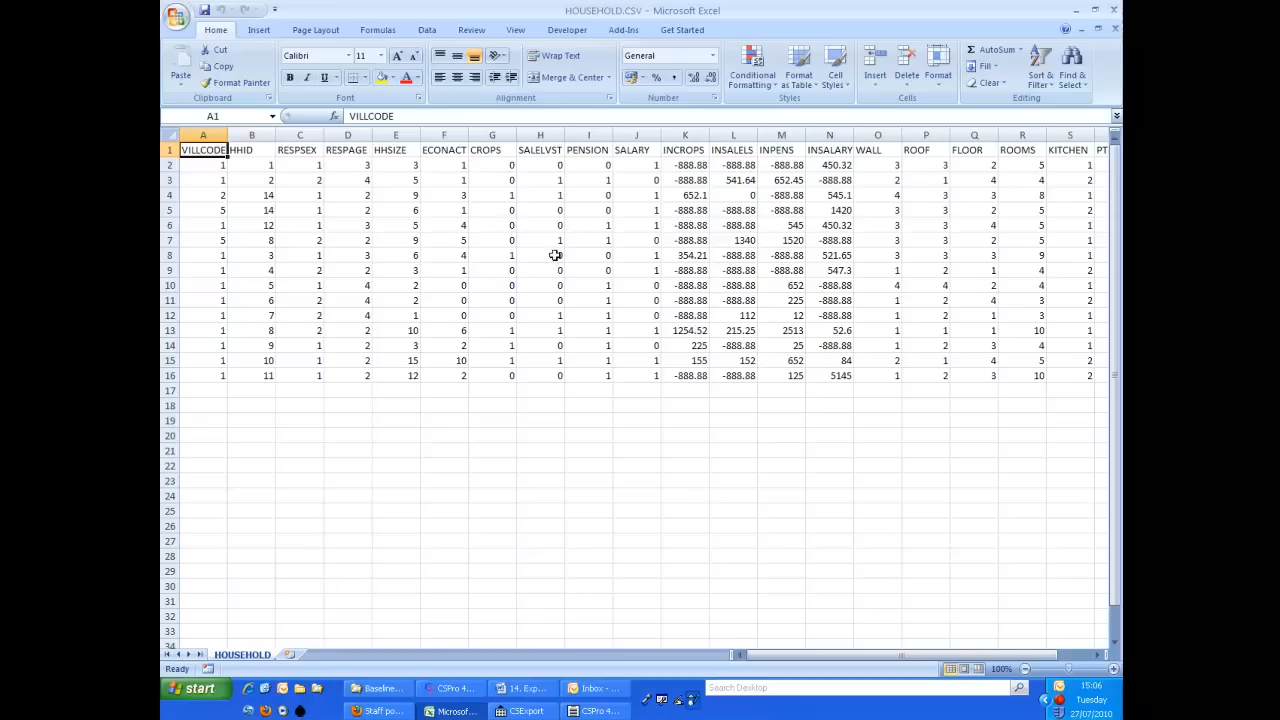 HOUSEHOLD.CSV - Microsoft Excel
Home Insert Page Layout Formulas Data Review View Developer Add-Ins Get Started
Cut Copy Format Painter Paste Clipboard
Calibri 11 Font
Wrap Text Merge & Center Alignment
General Number
Conditional Formatting Format as Table Cell Styles Styles
Insert Delete Format Cells
AutoSum Fill Clear Sort & Filter Find & Select Editing
A1 fx VILLCODE
A B C D E F G H I J K L M N O P Q R S
1 VILLCODE HHID RESPSEX RESPAGE HHSIZE ECONACT CROPS SALELVST PENSION SALARY INCROPS INSALELS INPENS INSALARY WALL ROOF FLOOR ROOMS KITCHEN PT
2 1 1 1 3 3 1 0 0 0 1 -888.88 -888.88 -888.88 450.32 3 3 2 5 1
3 1 2 2 4 5 1 0 1 1 0 -888.88 541.64 652.45 -888.88 2 1 4 4 2
4 2 14 1 2 9 3 1 1 0 1 652.1 0 -888.88 545.1 4 3 3 8 1
5 5 14 1 2 6 1 0 0 0 1 -888.88 -888.88 -888.88 1420 3 3 2 5 2
6 1 12 1 3 5 4 0 0 1 1 -888.88 -888.88 545 450.32 3 3 4 5 1
7 5 8 2 2 9 5 0 1 1 0 -888.88 1340 1520 -888.88 3 3 2 5 1
8 1 3 1 3 6 4 1 0 1 354.21 -888.88 -888.88 521.65 3 3 3 9 1
9 1 4 2 2 3 1 0 0 0 1 -888.88 -888.88 -888.88 547.3 1 2 1 4 2
10 1 5 1 4 2 0 0 0 1 0 -888.88 -888.88 652 -888.88 4 4 2 4 1
11 1 6 2 4 2 0 0 0 1 0 -888.88 -888.88 225 -888.88 1 2 4 3 2
12 1 7 2 4 1 0 0 1 1 0 -888.88 112 12 -888.88 1 2 1 3 1
13 1 8 2 2 10 6 1 1 1 1 1254.52 215.25 2513 52.6 1 1 1 10 1
14 1 9 1 2 3 2 1 0 1 0 225 -888.88 25 -888.88 1 2 3 4 1
15 1 10 1 2 15 10 1 1 1 1 155 152 652 84 2 1 4 5 2
16 1 11 1 2 12 2 0 0 1 1 -888.88 -888.88 125 5145 1 2 3 10 2
17
18
19
20
21
22
23
24
25
26
27
28
29
30
31
32
33
34
HOUSEHOLD
Ready 100%
start Baseline... CSPro 4... 14. Exp... Inbox - ... Search Desktop 15:06
Staff po... Microsof... CSExport CSPro 4... Tuesday
27/07/2010